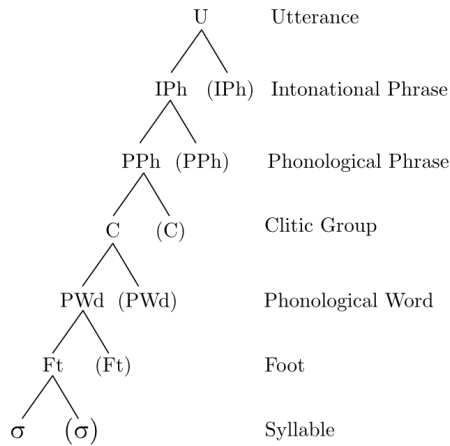 U Utterance
IPh (IPh) Intonational Phrase
PPh (PPh) Phonological Phrase
C (C) Clitic Group
PWd (PWd) Phonological Word
Ft (Ft) Foot
σ (σ) Syllable